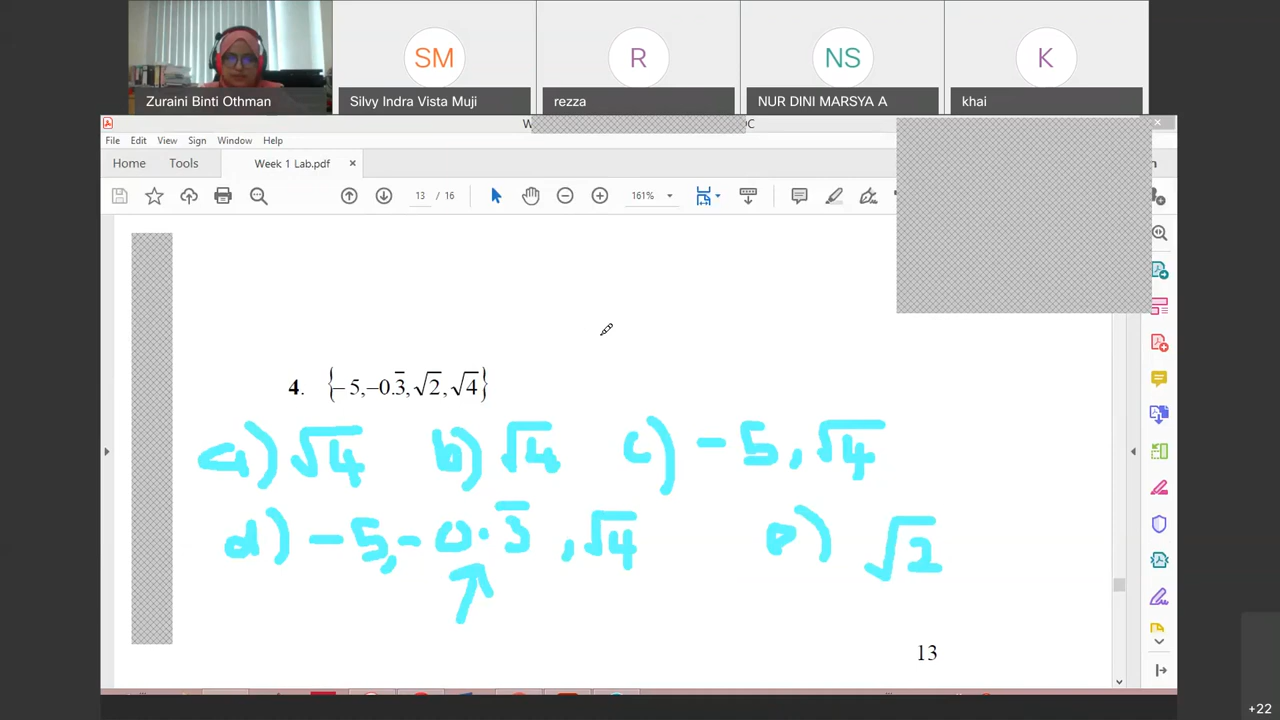 SM R NS K
Zuraini Binti Othman Silvy Indra Vista Muji rezza NUR DINI MARSYA A khai
File Edit View Sign Window Help
Home Tools Week 1 Lab.pdf
13 / 16 161%
4. {−5,−0.3̅,√2,√4}
a) √4 b) √4 c) −5, √4
d) −5, −0.3̅, √4 e) √2
13
+22